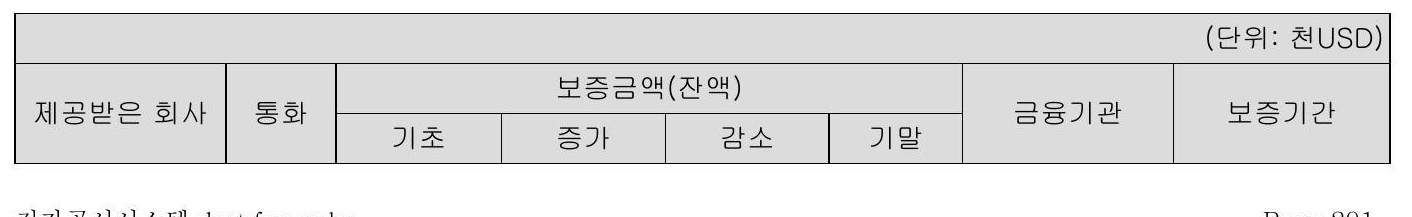 (단위: 천USD)
제공받은 회사 통화 보증금액(잔액) 금융기관 보증기간
기초 증가 감소 기말